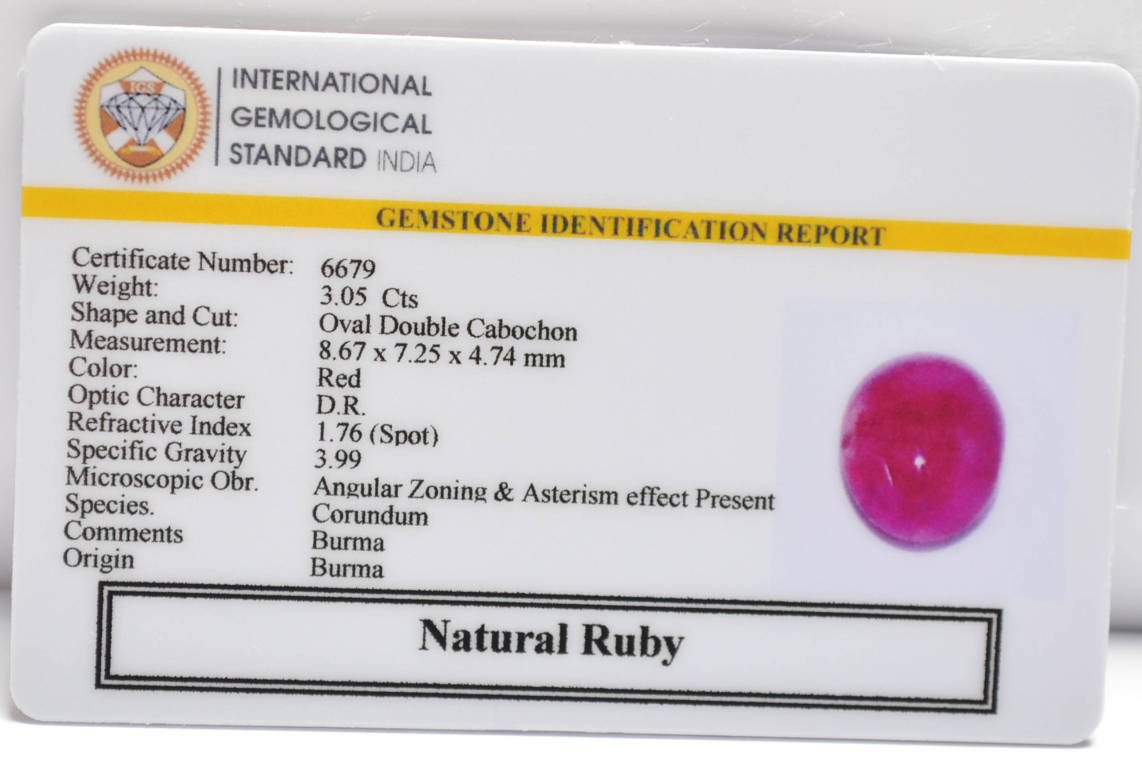 IGS
INTERNATIONAL
GEMOLOGICAL
STANDARD INDIA
GEMSTONE IDENTIFICATION REPORT
Certificate Number: 6679
Weight: 3.05 Cts
Shape and Cut: Oval Double Cabochon
Measurement: 8.67 x 7.25 x 4.74 mm
Color: Red
Optic Character D.R.
Refractive Index 1.76 (Spot)
Specific Gravity 3.99
Microscopic Obr. Angular Zoning & Asterism effect Present
Species. Corundum
Comments Burma
Origin Burma
Natural Ruby